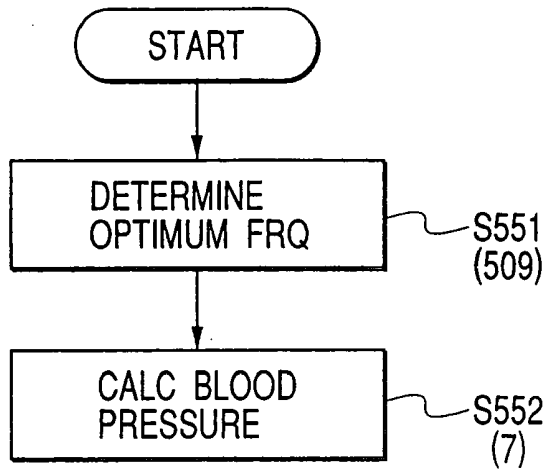 START
DETERMINE
OPTIMUM FRQ
S551
(509)
CALC BLOOD
PRESSURE
S552
(7)